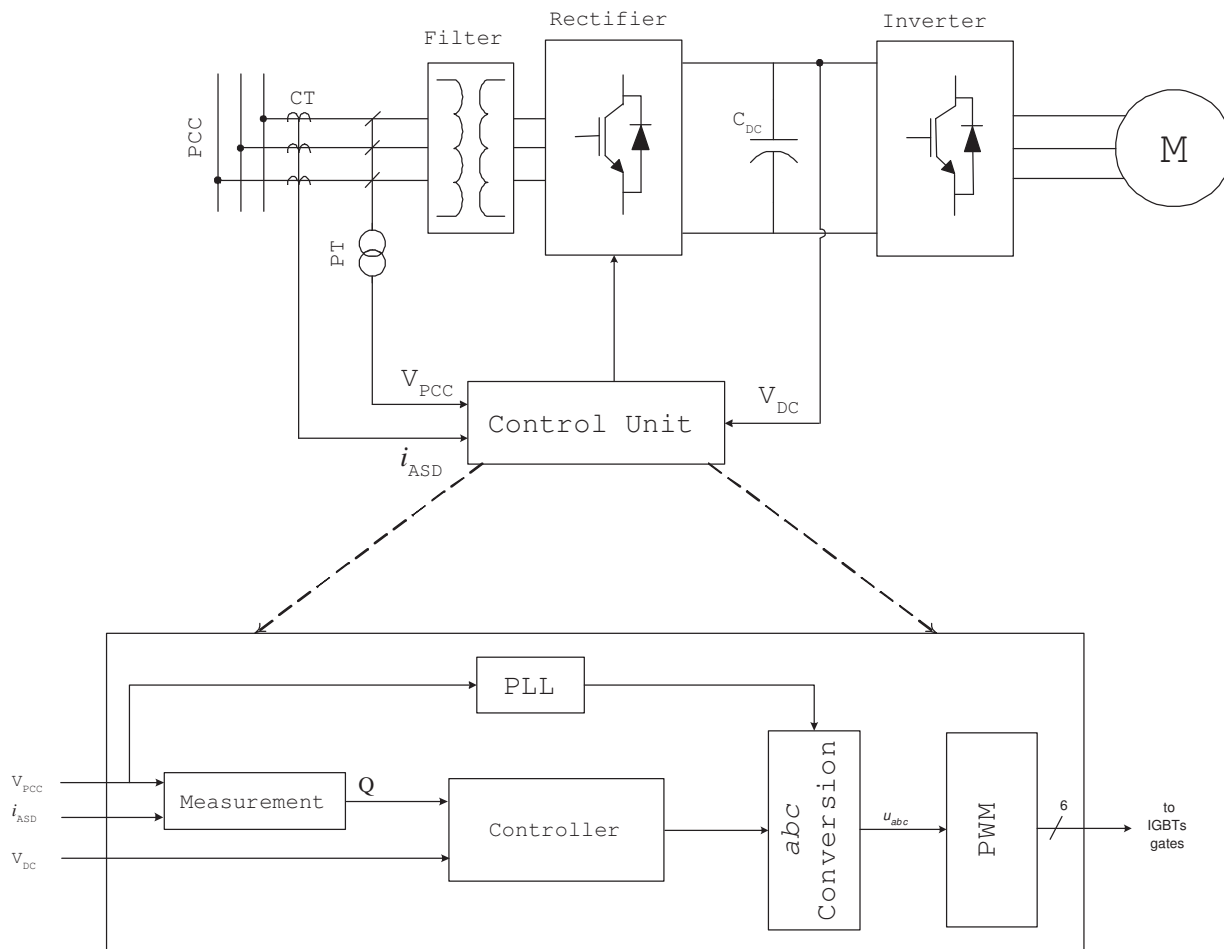 Rectifier
Inverter
Filter
CT
PCC
C_DC
M
PT
V_PCC
V_DC
Control Unit
i_ASD
PLL
V_PCC
Measurement
Q
i_ASD
Controller
V_DC
abc
Conversion
u_abc
PWM
6
to
IGBTs
gates